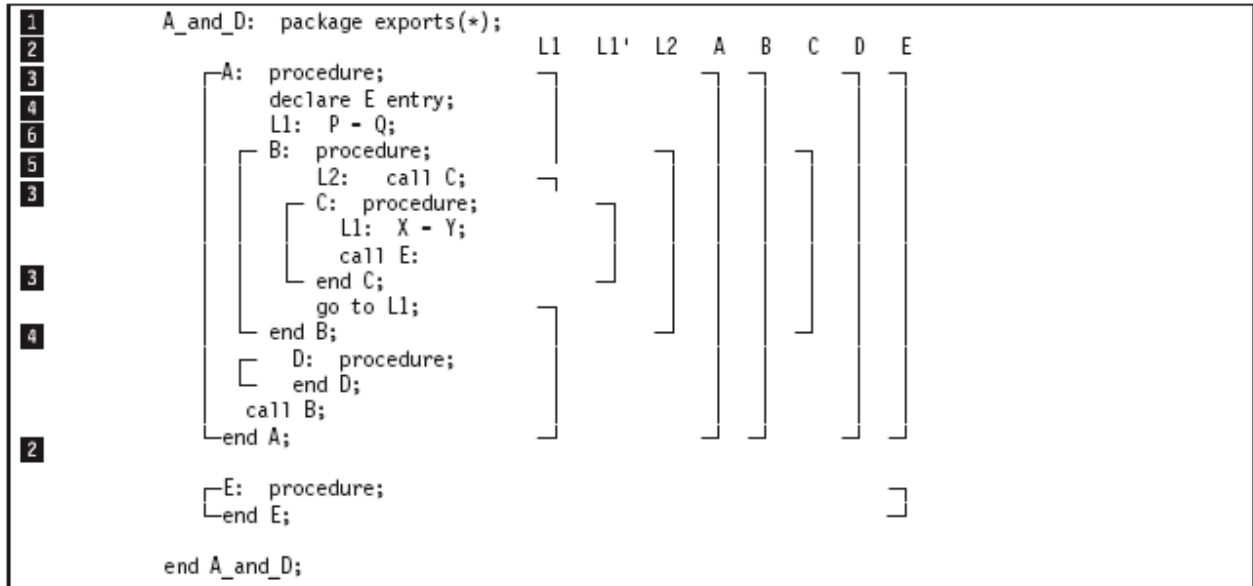 1 A_and_D: package exports(*);
2 L1 L1' L2 A B C D E
3 A: procedure;
4 declare E entry;
6 L1: P - Q;
B: procedure;
5 L2: call C;
3 C: procedure;
L1: X - Y;
call E:
3 end C;
go to L1;
4 end B;
D: procedure;
end D;
call B;
end A;
2
E: procedure;
end E;
end A_and_D;